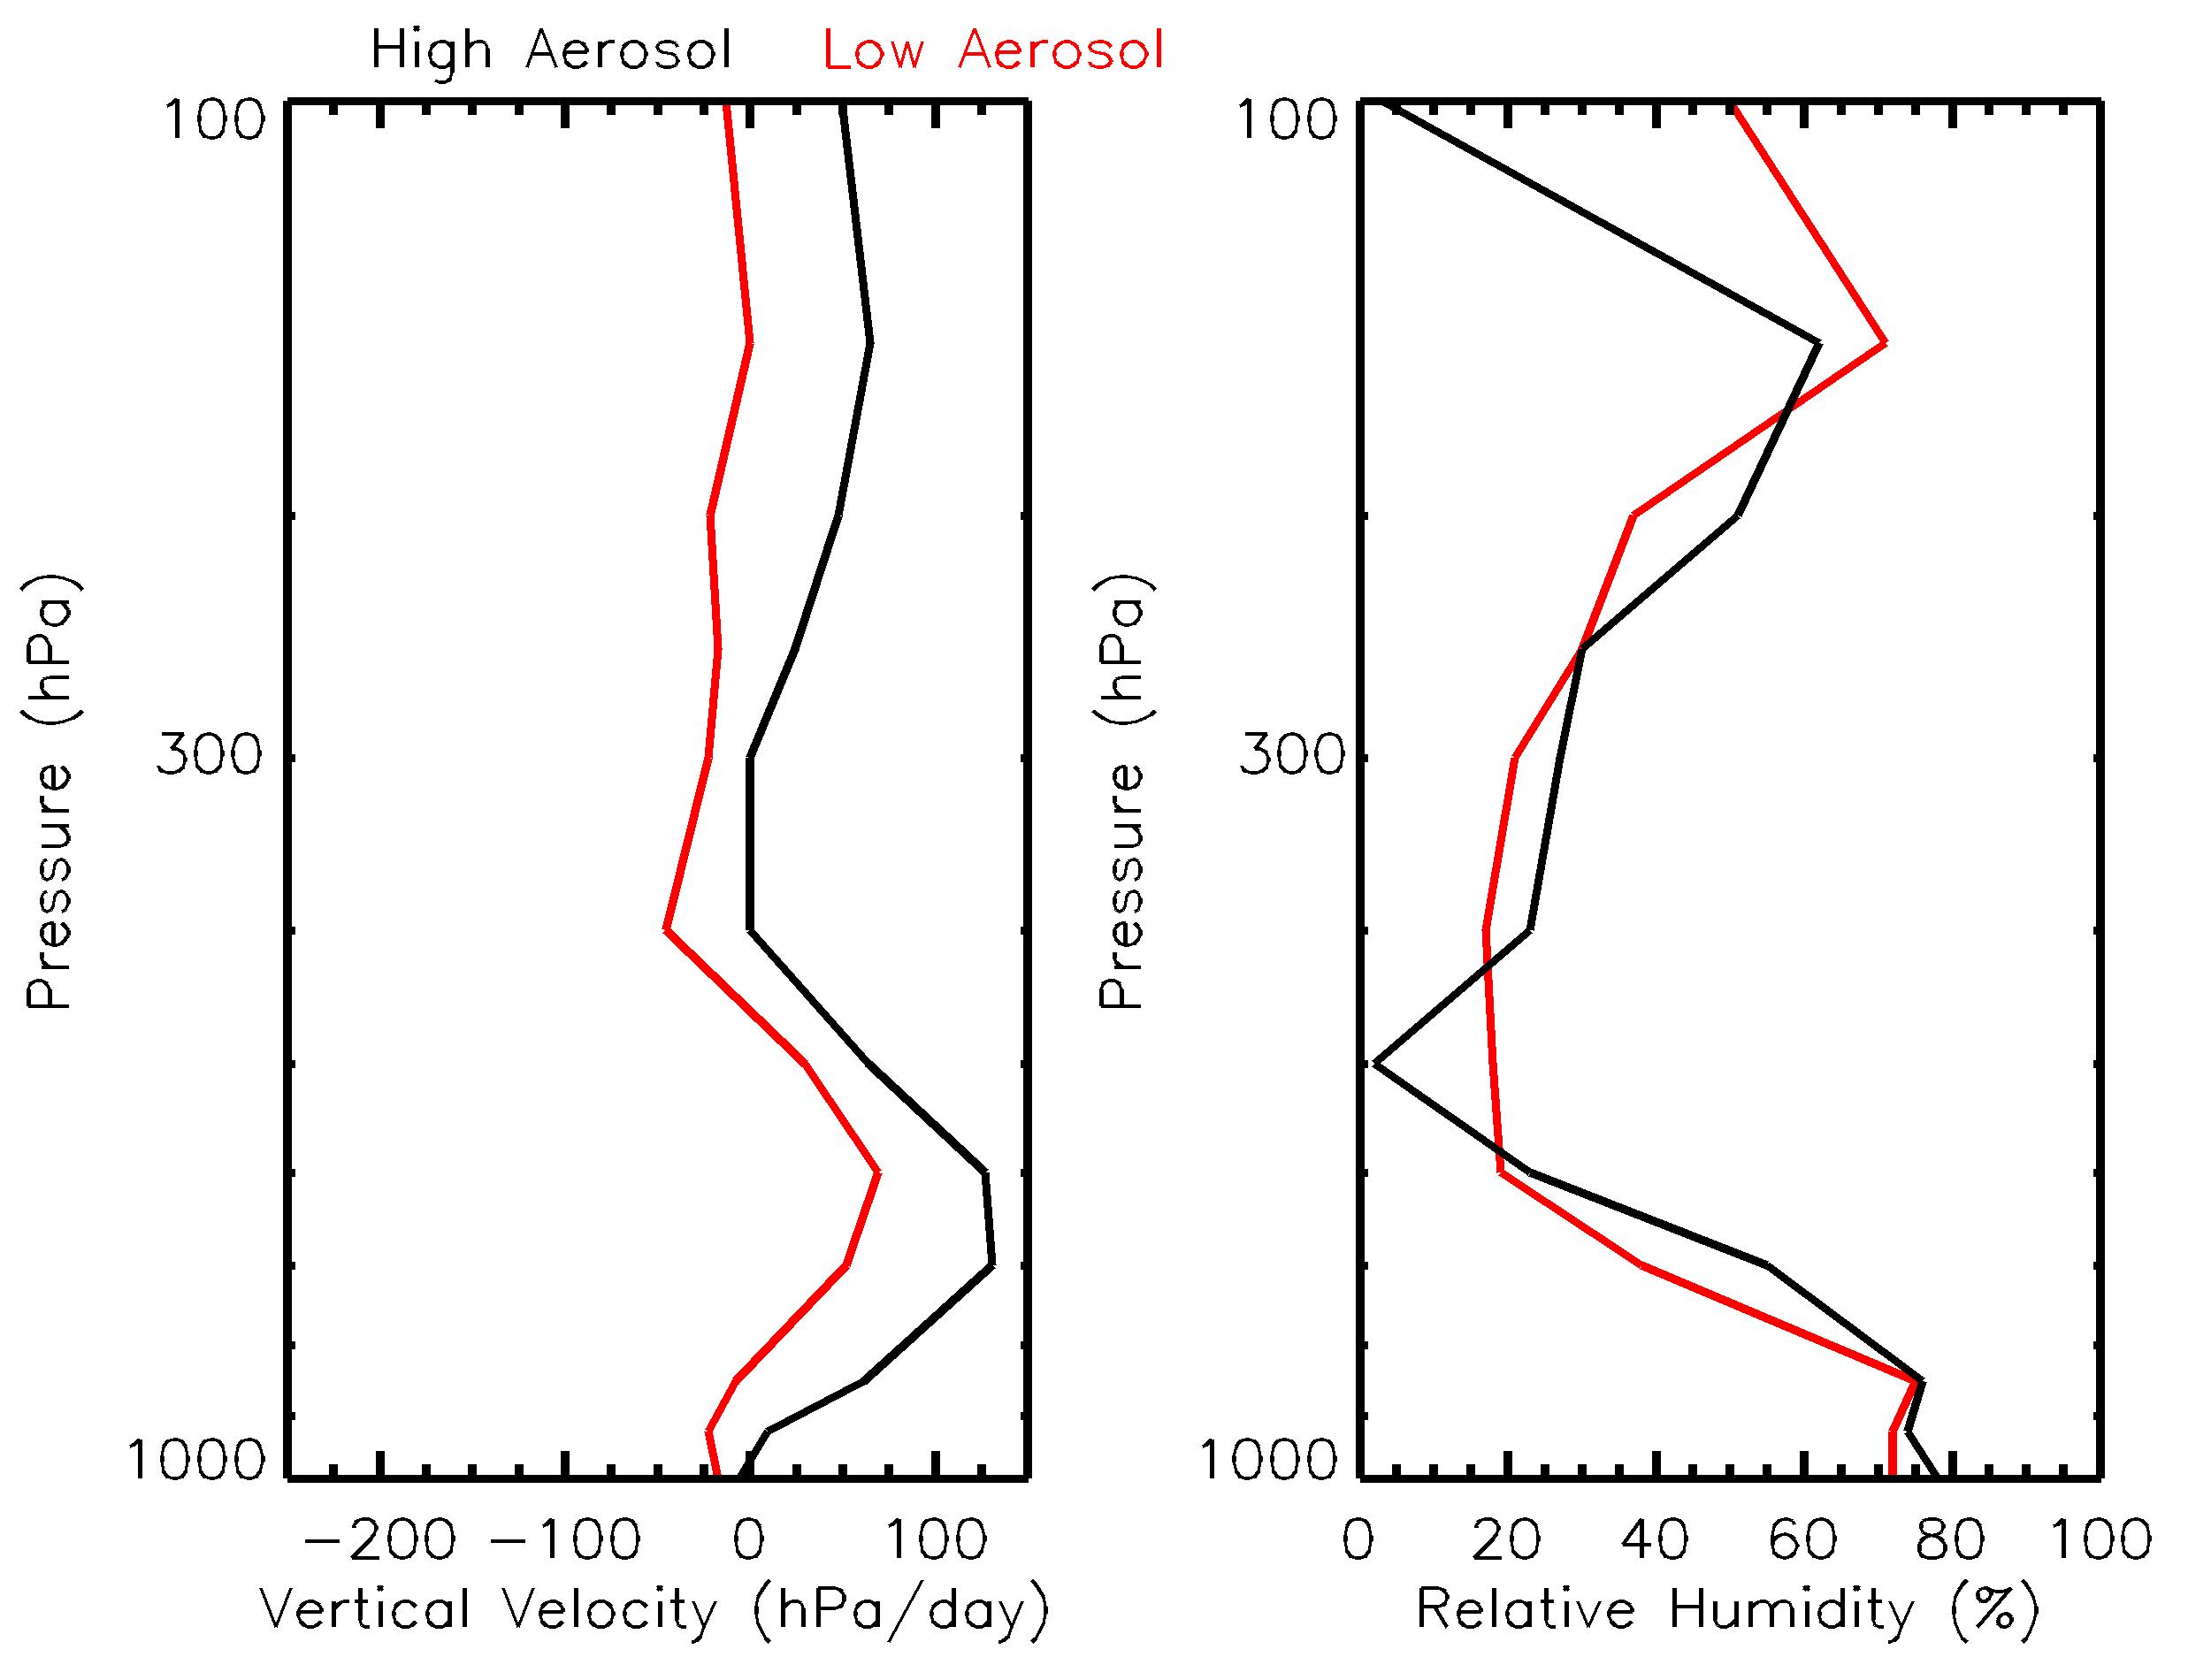 High Aerosol Low Aerosol
100
300
1000
Pressure (hPa)
-200 -100 0 100
Vertical Velocity (hPa/day)
100
300
1000
Pressure (hPa)
0 20 40 60 80 100
Relative Humidity (%)